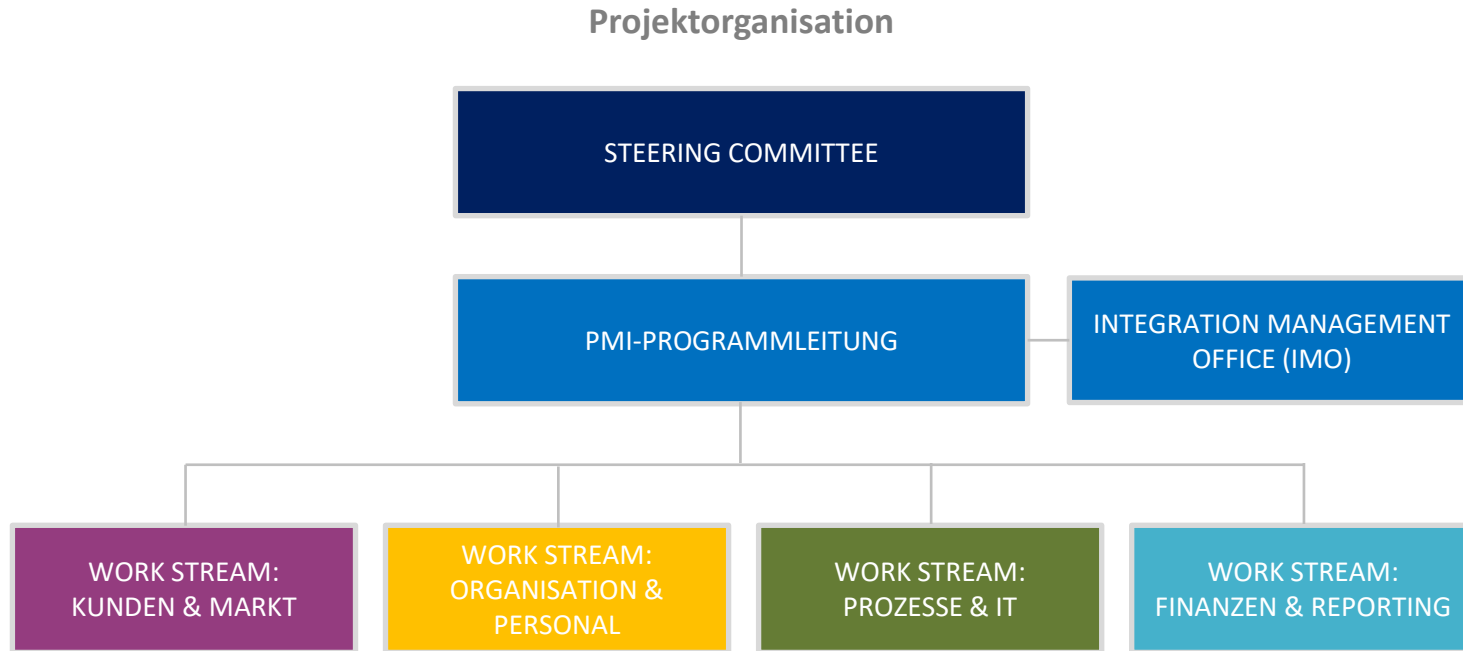 Projektorganisation
STEERING COMMITTEE
PMI-PROGRAMMLEITUNG
INTEGRATION MANAGEMENT
OFFICE (IMO)
WORK STREAM:
KUNDEN & MARKT
WORK STREAM:
ORGANISATION &
PERSONAL
WORK STREAM:
PROZESSE & IT
WORK STREAM:
FINANZEN & REPORTING